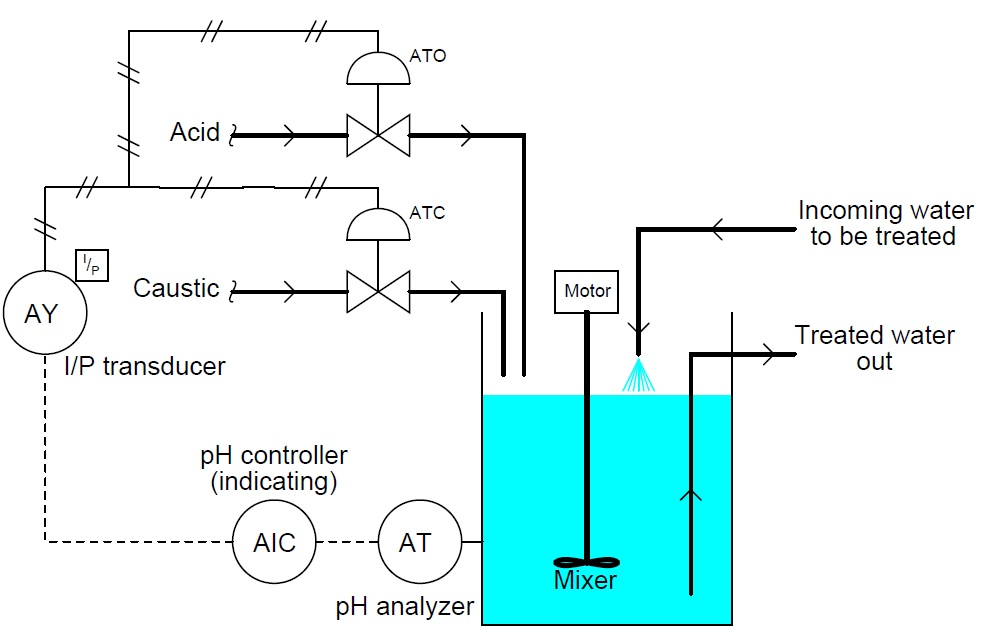 ATO
Acid
ATC
Incoming water
to be treated
I/P
Caustic
Motor
AY
Treated water
out
I/P transducer
pH controller
(indicating)
AIC
AT
Mixer
pH analyzer